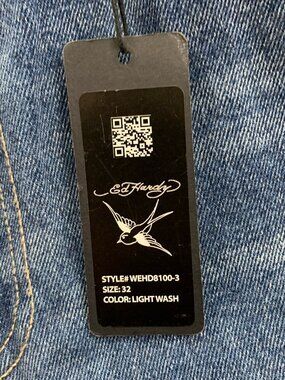 Ed Hardy
STYLE# WEHD8100-3
SIZE: 32
COLOR: LIGHT WASH